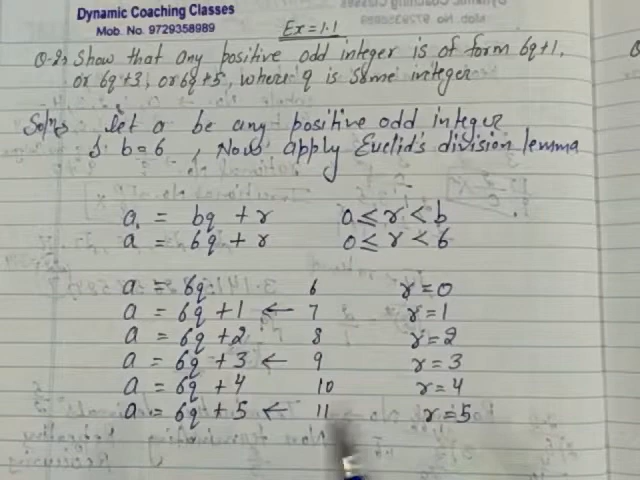 Dynamic Coaching Classes
Mob. No. 9729358989
Ex=1.1
Q.2, Show that any positive odd integer is of form 6q+1,
or 6q+3, or 6q+5, where q is some integer
Soln, let a be any positive odd integer
& b=6, Now apply Euclid's division lemma
a = bq + r 0 ≤ r < b
a = 6q + r 0 ≤ r < 6
a = 6q 6 r=0
a = 6q + 1 ← 7 r=1
a = 6q + 2 8 r=2
a = 6q + 3 ← 9 r=3
a = 6q + 4 10 r=4
a = 6q + 5 ← 11 r=5